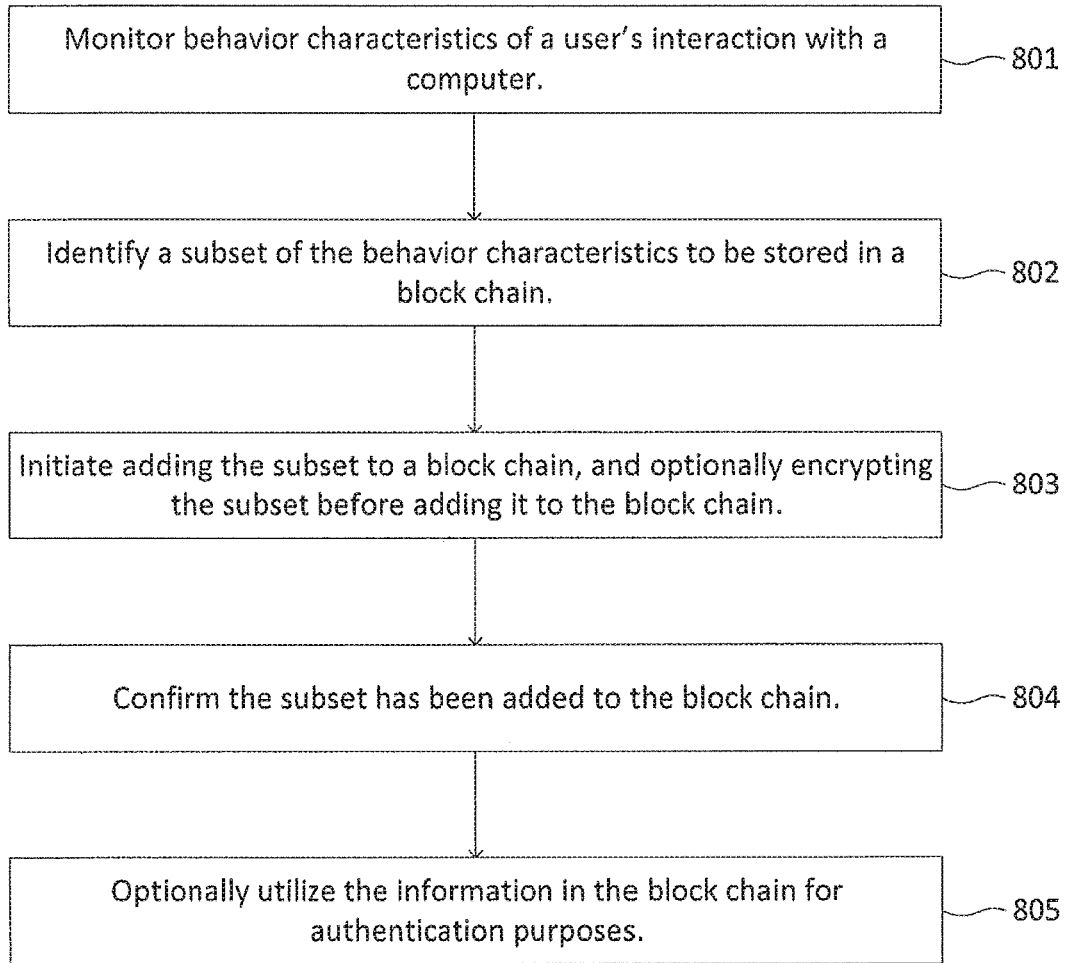 Monitor behavior characteristics of a user's interaction with a
computer.
801
Identify a subset of the behavior characteristics to be stored in a
block chain.
802
Initiate adding the subset to a block chain, and optionally encrypting
the subset before adding it to the block chain.
803
Confirm the subset has been added to the block chain.
804
Optionally utilize the information in the block chain for
authentication purposes.
805